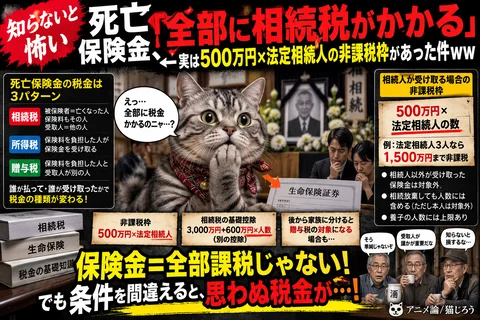 知らないと
怖い
死亡
保険金、
「全部に相続税がかかる」
←実は500万円×法定相続人の非課税枠があった件ww
死亡保険金の税金は
3パターン
相続税
被保険者=亡くなった人
保険料もその人
受取人=他の人
所得税
保険料を負担した人が
保険金を受け取る
贈与税
保険料を負担した人と
受取人が別の人
誰が払って・誰が受け取ったかで
税金の種類が変わる!
えっ…
全部に税金
かかるのニャ…?
相続
生命保険証券
相続人が受け取る場合の
非課税枠
500万円×
法定相続人の数
例:法定相続人3人なら
1,500万円まで非課税
・相続人以外が受け取った
保険金は対象外
・相続放棄しても人数には
含める(ただし本人は対象外)
・養子の人数には上限あり
相続税
生命保険
税金の基礎知識
非課税枠
500万円×法定相続人
相続税の基礎控除
3,000万円+600万円×人数
(別の控除)
後から家族に分けると
贈与税の対象になる
場合も…
そう
単純じゃないぞ
受取人が
誰かが重要だな
知らないと
損するな…
酒
保険金=全部課税じゃない!
でも条件を間違えると、思わぬ税金が…!
アニメ論/猫じろう